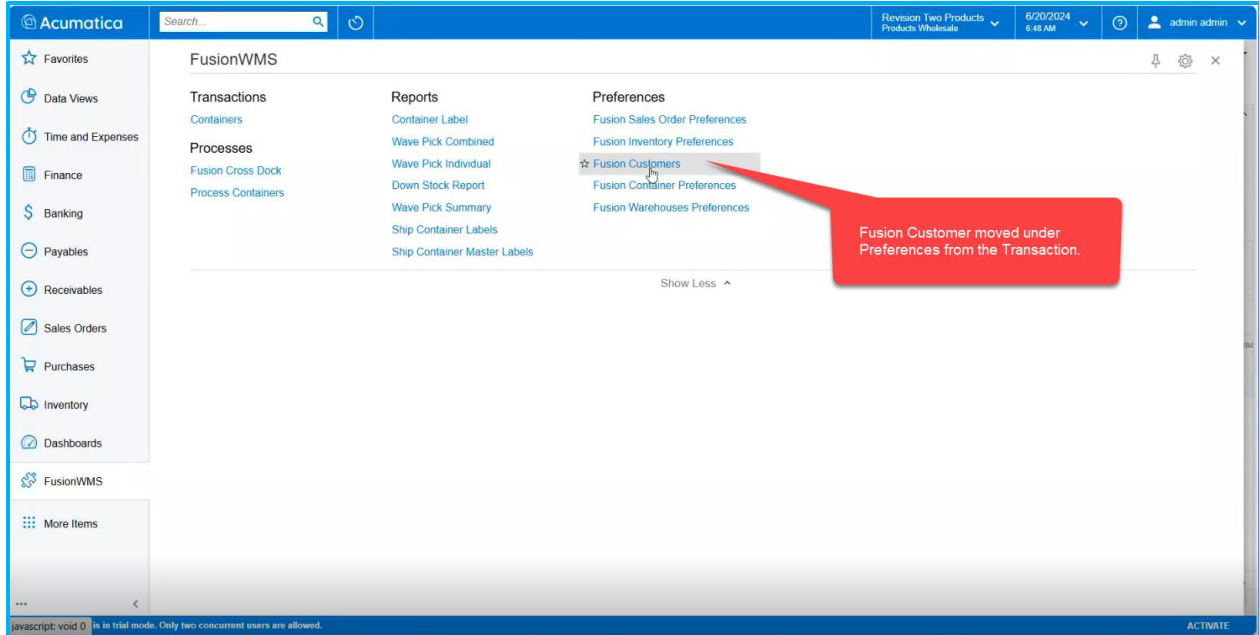 Acumatica
Search...
Revision Two Products
Products Wholesale
6/20/2024
6:48 AM
admin admin
Favorites
Data Views
Time and Expenses
Finance
Banking
Payables
Receivables
Sales Orders
Purchases
Inventory
Dashboards
FusionWMS
More Items
FusionWMS
Transactions
Containers
Processes
Fusion Cross Dock
Process Containers
Reports
Container Label
Wave Pick Combined
Wave Pick Individual
Down Stock Report
Wave Pick Summary
Ship Container Labels
Ship Container Master Labels
Preferences
Fusion Sales Order Preferences
Fusion Inventory Preferences
Fusion Customers
Fusion Container Preferences
Fusion Warehouses Preferences
Fusion Customer moved under
Preferences from the Transaction.
Show Less
javascript: void 0 is in trial mode. Only two concurrent users are allowed.
ACTIVATE